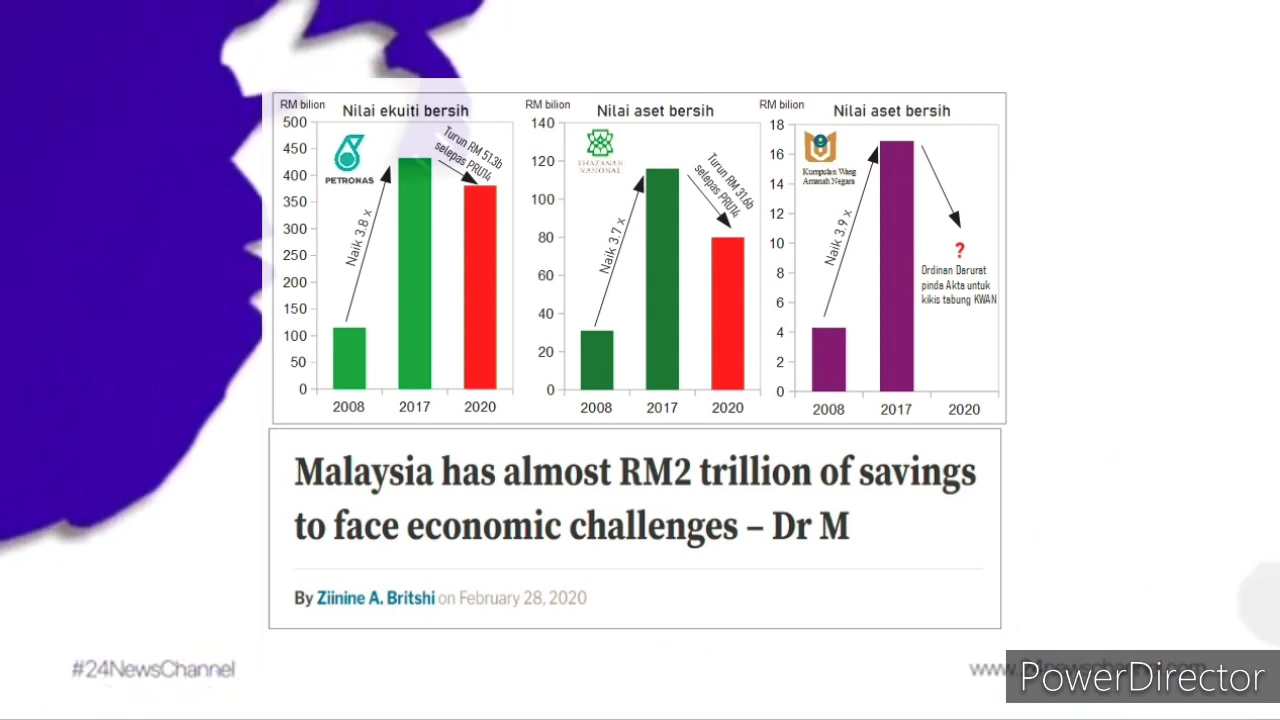 RM bilion
Nilai ekuiti bersih
500
450
400
350
300
250
200
150
100
50
0
PETRONAS
Naik 3.8 x
Turun RM 51.3b
selepas PRU14
2008 2017 2020
RM bilion
Nilai aset bersih
140
120
100
80
60
40
20
0
KHAZANAH
NASIONAL
Naik 3.7 x
Turun RM 31.6b
selepas PRU14
2008 2017 2020
RM bilion
Nilai aset bersih
18
16
14
12
10
8
6
4
2
0
Kumpulan Wang
Amanah Negara
Naik 3.9 x
?
Ordinan Darurat
pinda Akta untuk
kikis tabung KWAN
2008 2017 2020
Malaysia has almost RM2 trillion of savings
to face economic challenges – Dr M
By Ziinine A. Britshi on February 28, 2020
#24NewsChannel
PowerDirector